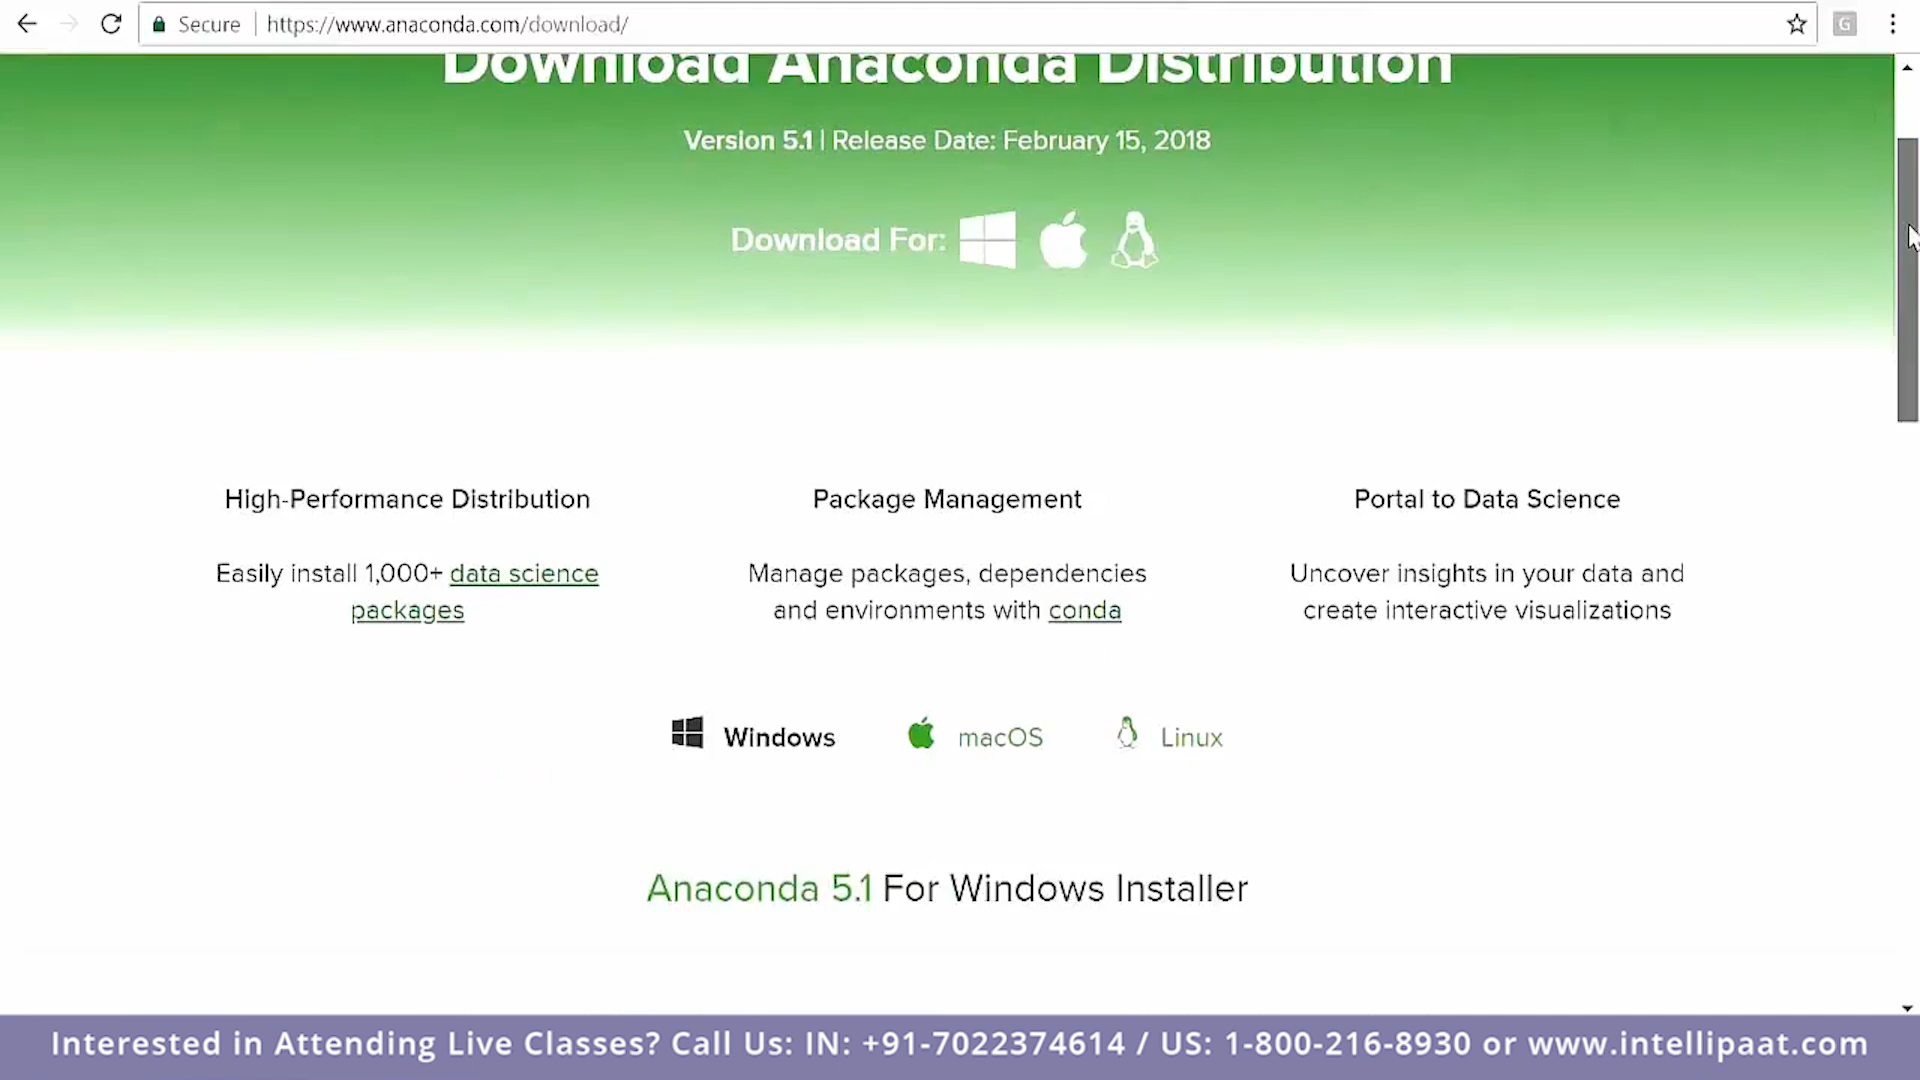 Secure https://www.anaconda.com/download/
G
Download Anaconda Distribution
Version 5.1 | Release Date: February 15, 2018
Download For:
High-Performance Distribution
Easily install 1,000+ data science
packages
Package Management
Manage packages, dependencies
and environments with conda
Portal to Data Science
Uncover insights in your data and
create interactive visualizations
Windows macOS Linux
Anaconda 5.1 For Windows Installer
Interested in Attending Live Classes? Call Us: IN: +91-7022374614 / US: 1-800-216-8930 or www.intellipaat.com